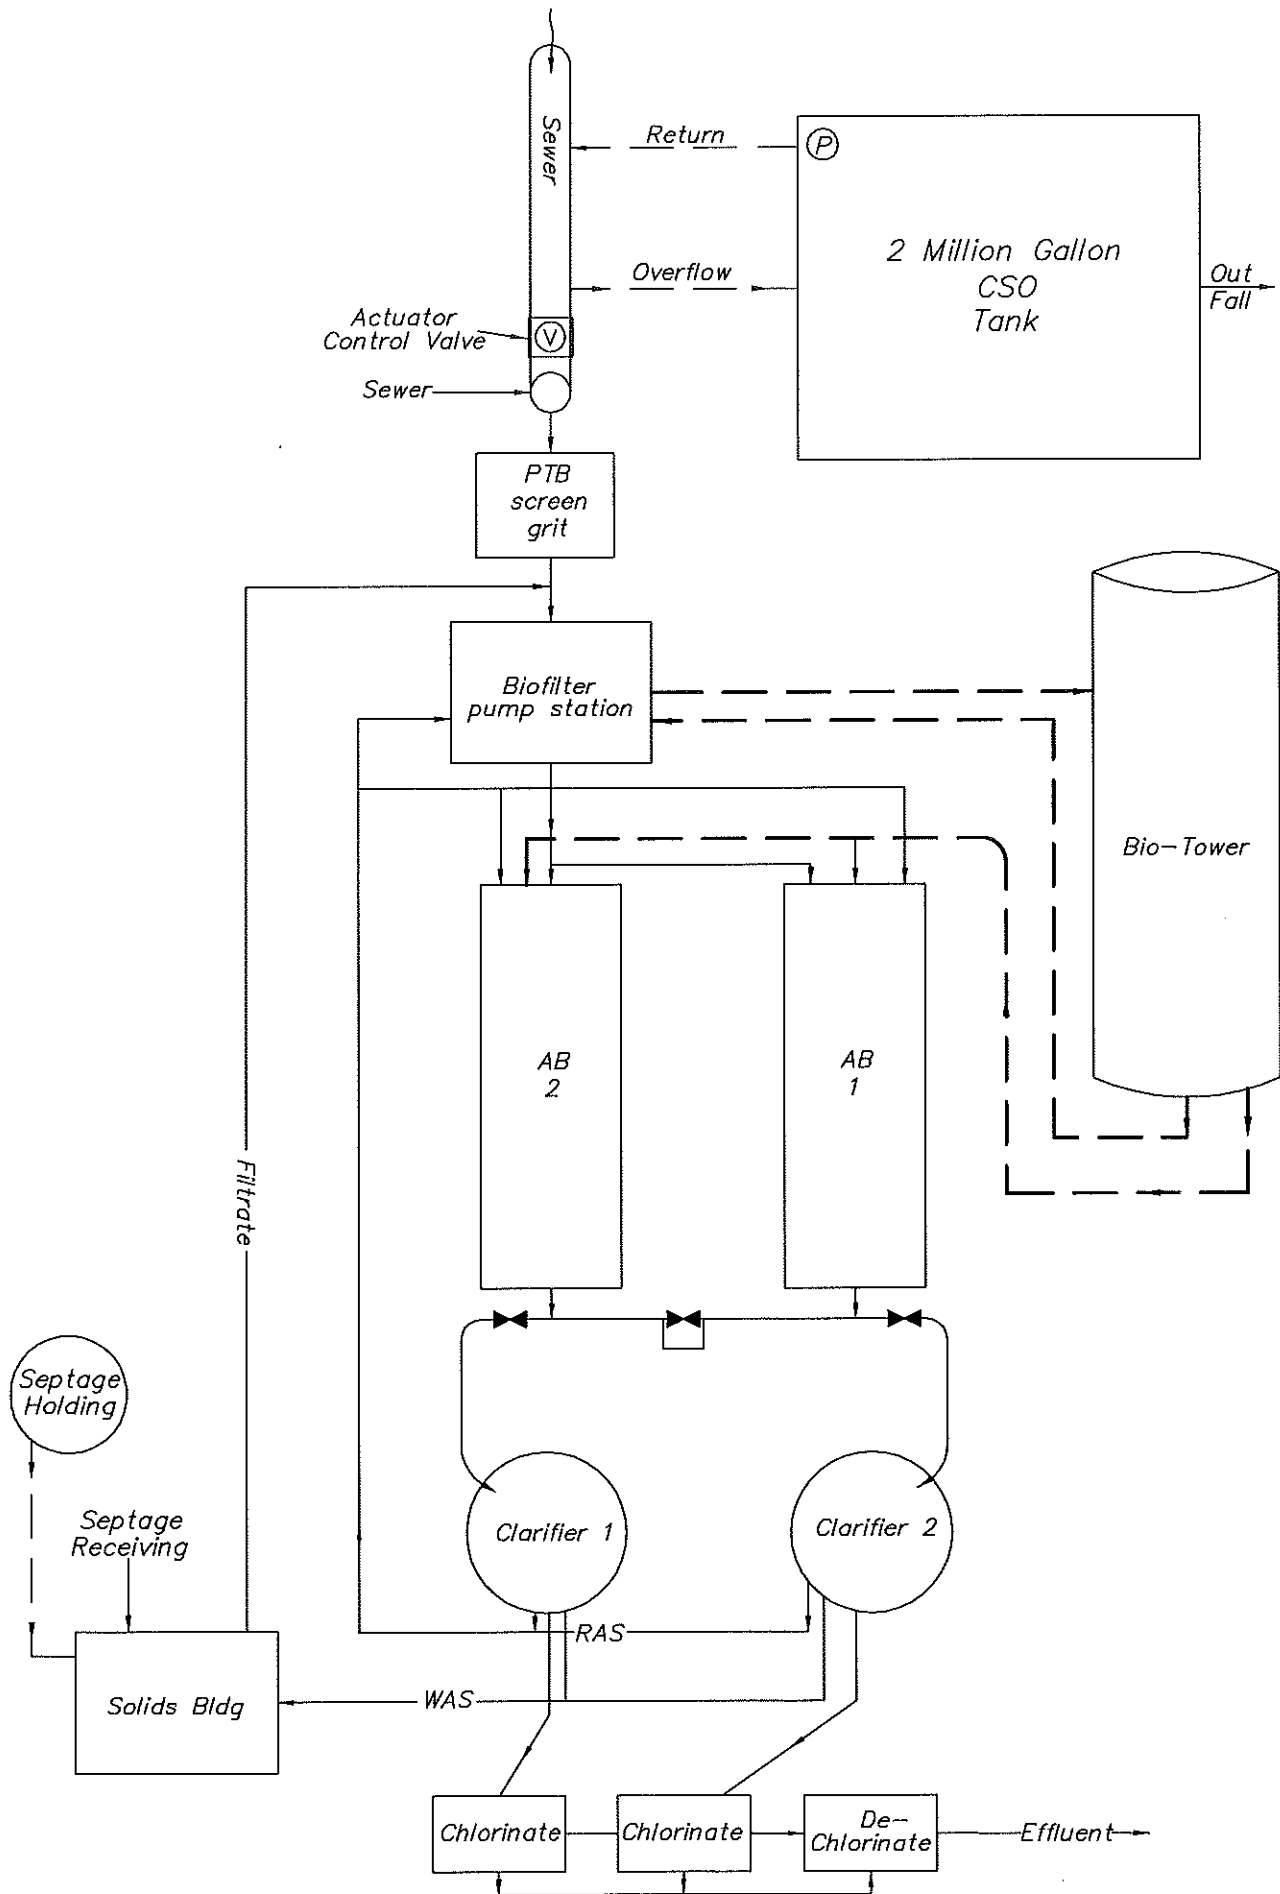 Sewer
Return
P
2 Million Gallon
CSO
Tank
Overflow
Out
Fall
Actuator
Control Valve
V
Sewer
PTB
screen
grit
Biofilter
pump station
Bio-Tower
AB
2
AB
1
Filtrate
Septage
Holding
Septage
Receiving
Clarifier 1
Clarifier 2
RAS
Solids Bldg
WAS
Chlorinate
Chlorinate
De-
Chlorinate
Effluent